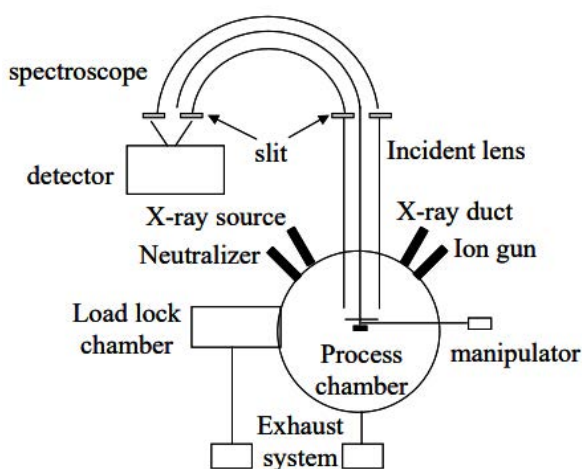 spectroscope
slit
Incident lens
detector
X-ray source
X-ray duct
Neutralizer
Ion gun
Load lock
chamber
Process
chamber
manipulator
Exhaust
system